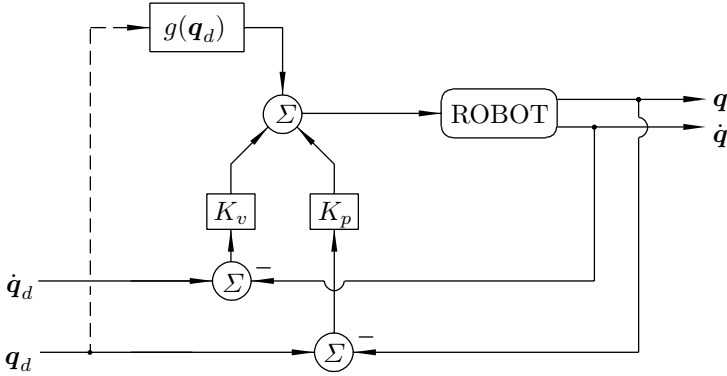 g(𝒒_d)
Σ
ROBOT
𝒒
𝒒̇
K_v
K_p
𝒒̇_d
Σ
−
𝒒_d
Σ
−